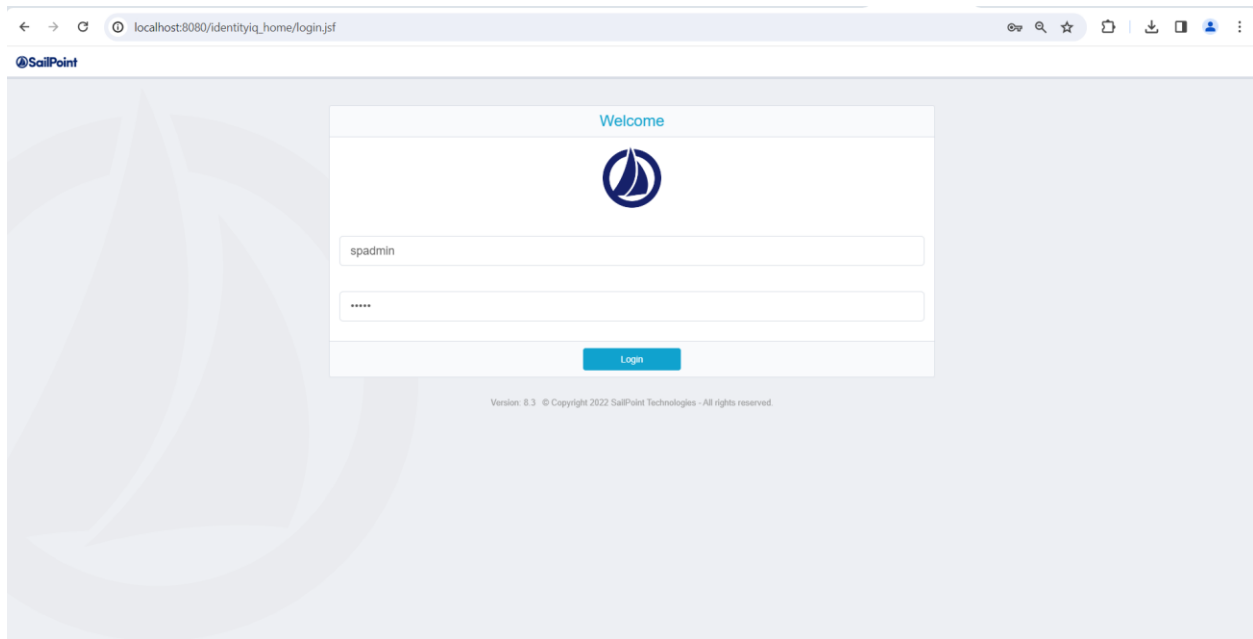 localhost:8080/identityiq_home/login.jsf
SailPoint
Welcome
spadmin
•••••
Login
Version: 8.3 © Copyright 2022 SailPoint Technologies - All rights reserved.